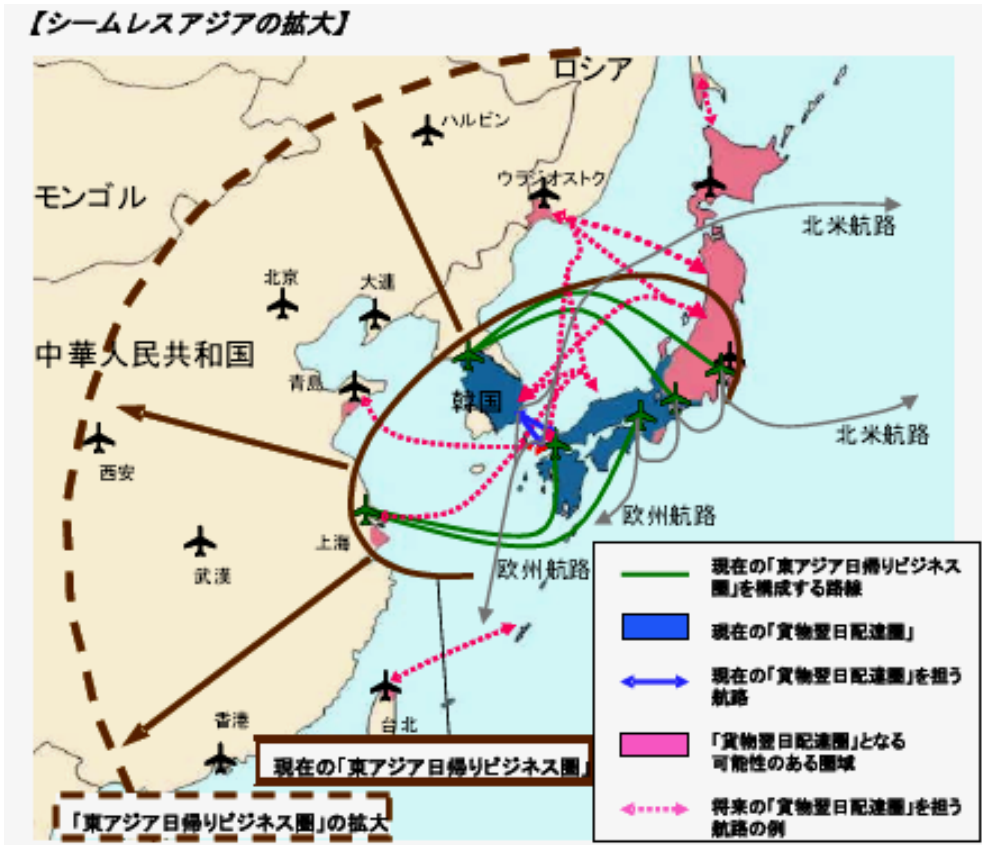 【シームレスアジアの拡大】
ロシア
ハルビン
モンゴル
ウラジオストク
北米航路
北京
大連
中華人民共和国
青島
韓国
北米航路
西安
上海
欧州航路
武漢
欧州航路
香港
台北
現在の「東アジア日帰りビジネス圏」
「東アジア日帰りビジネス圏」の拡大
現在の「東アジア日帰りビジネス
圏」を構成する路線
現在の「貨物翌日配達圏」
現在の「貨物翌日配達圏」を担う
航路
「貨物翌日配達圏」となる
可能性のある圏域
将来の「貨物翌日配達圏」を担う
航路の例